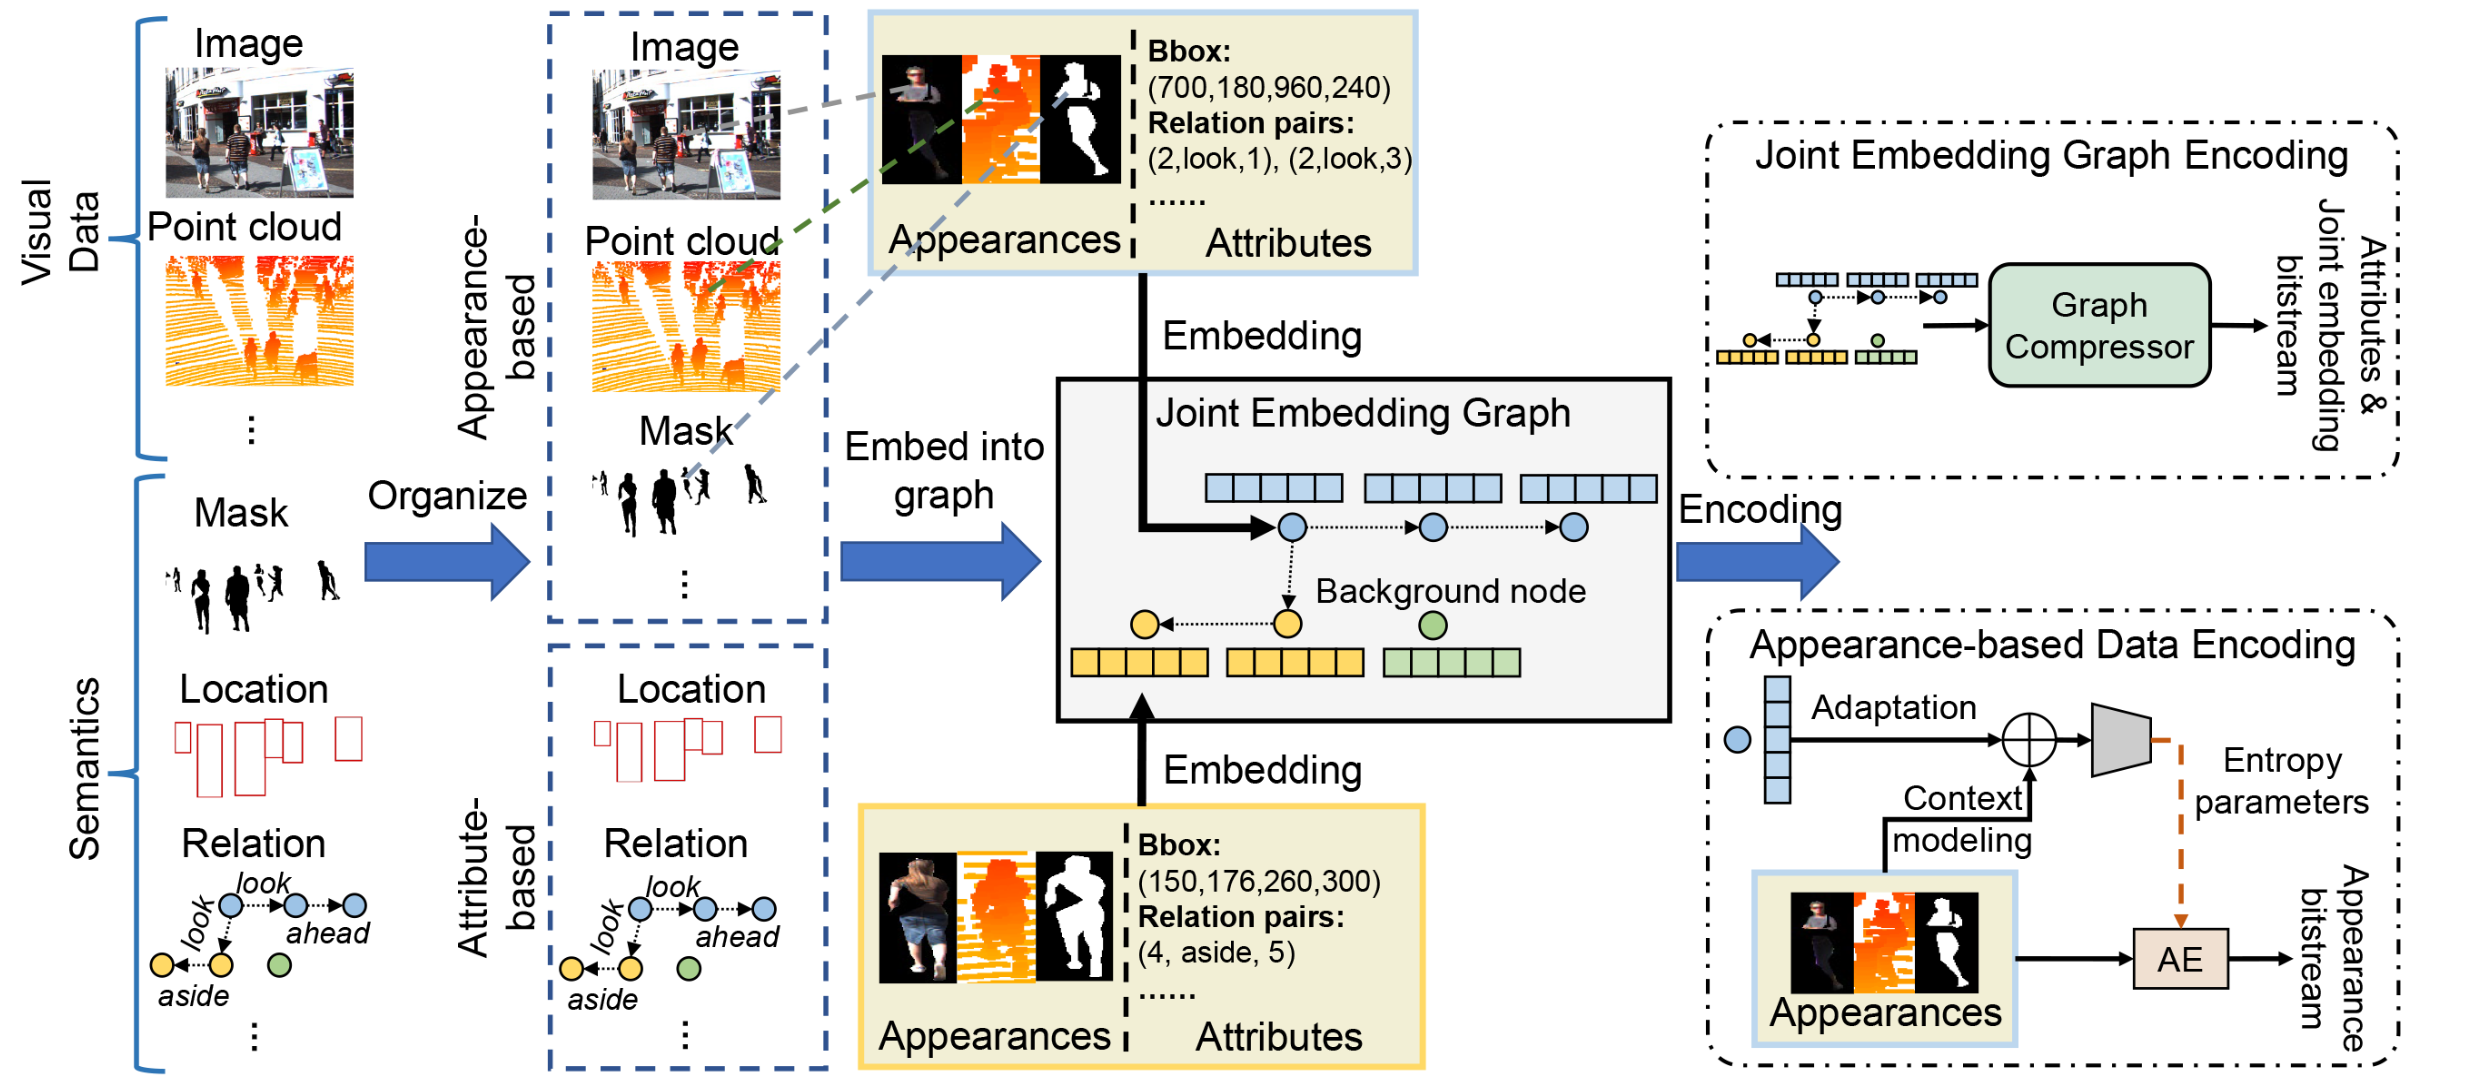 Visual
Data
Image
Point cloud
...
Semantics
Mask
Location
Relation
look
look
ahead
aside
...
Organize
Appearance-
based
Image
Point cloud
Mask
...
Attribute-
based
Location
Relation
look
look
ahead
aside
...
Embed into
graph
Bbox:
(700,180,960,240)
Relation pairs:
(2,look,1), (2,look,3)
......
Appearances
Attributes
Embedding
Joint Embedding Graph
Background node
Embedding
Bbox:
(150,176,260,300)
Relation pairs:
(4, aside, 5)
......
Appearances
Attributes
Encoding
Joint Embedding Graph Encoding
Graph
Compressor
Attributes &
Joint embedding
bitstream
Appearance-based Data Encoding
Adaptation
Context
modeling
Entropy
parameters
Appearances
AE
Appearance
bitstream